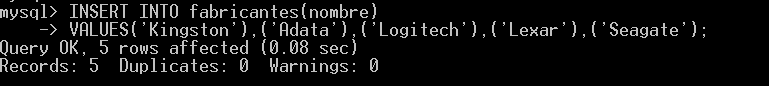 mysql> INSERT INTO fabricantes(nombre)
    -> VALUES('Kingston'),('Adata'),('Logitech'),('Lexar'),('Seagate');
Query OK, 5 rows affected (0.08 sec)
Records: 5  Duplicates: 0  Warnings: 0